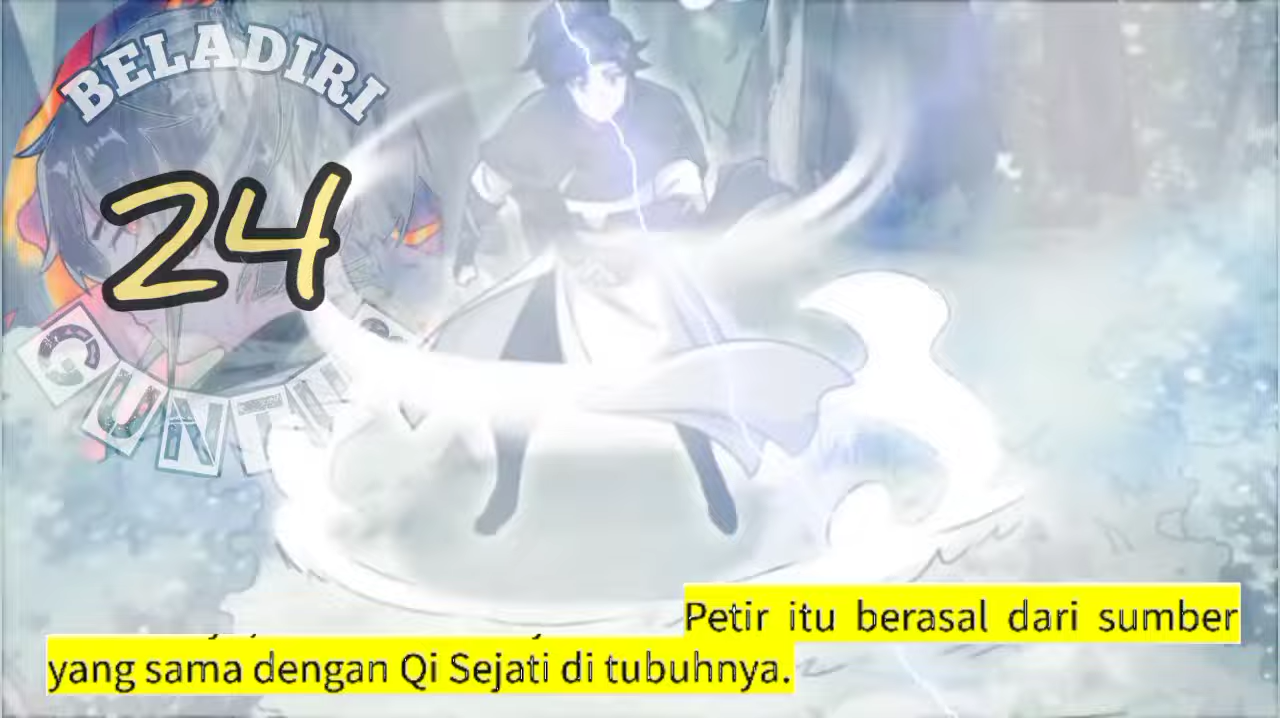 BELADIRI
24
Petir itu berasal dari sumber
yang sama dengan Qi Sejati di tubuhnya.